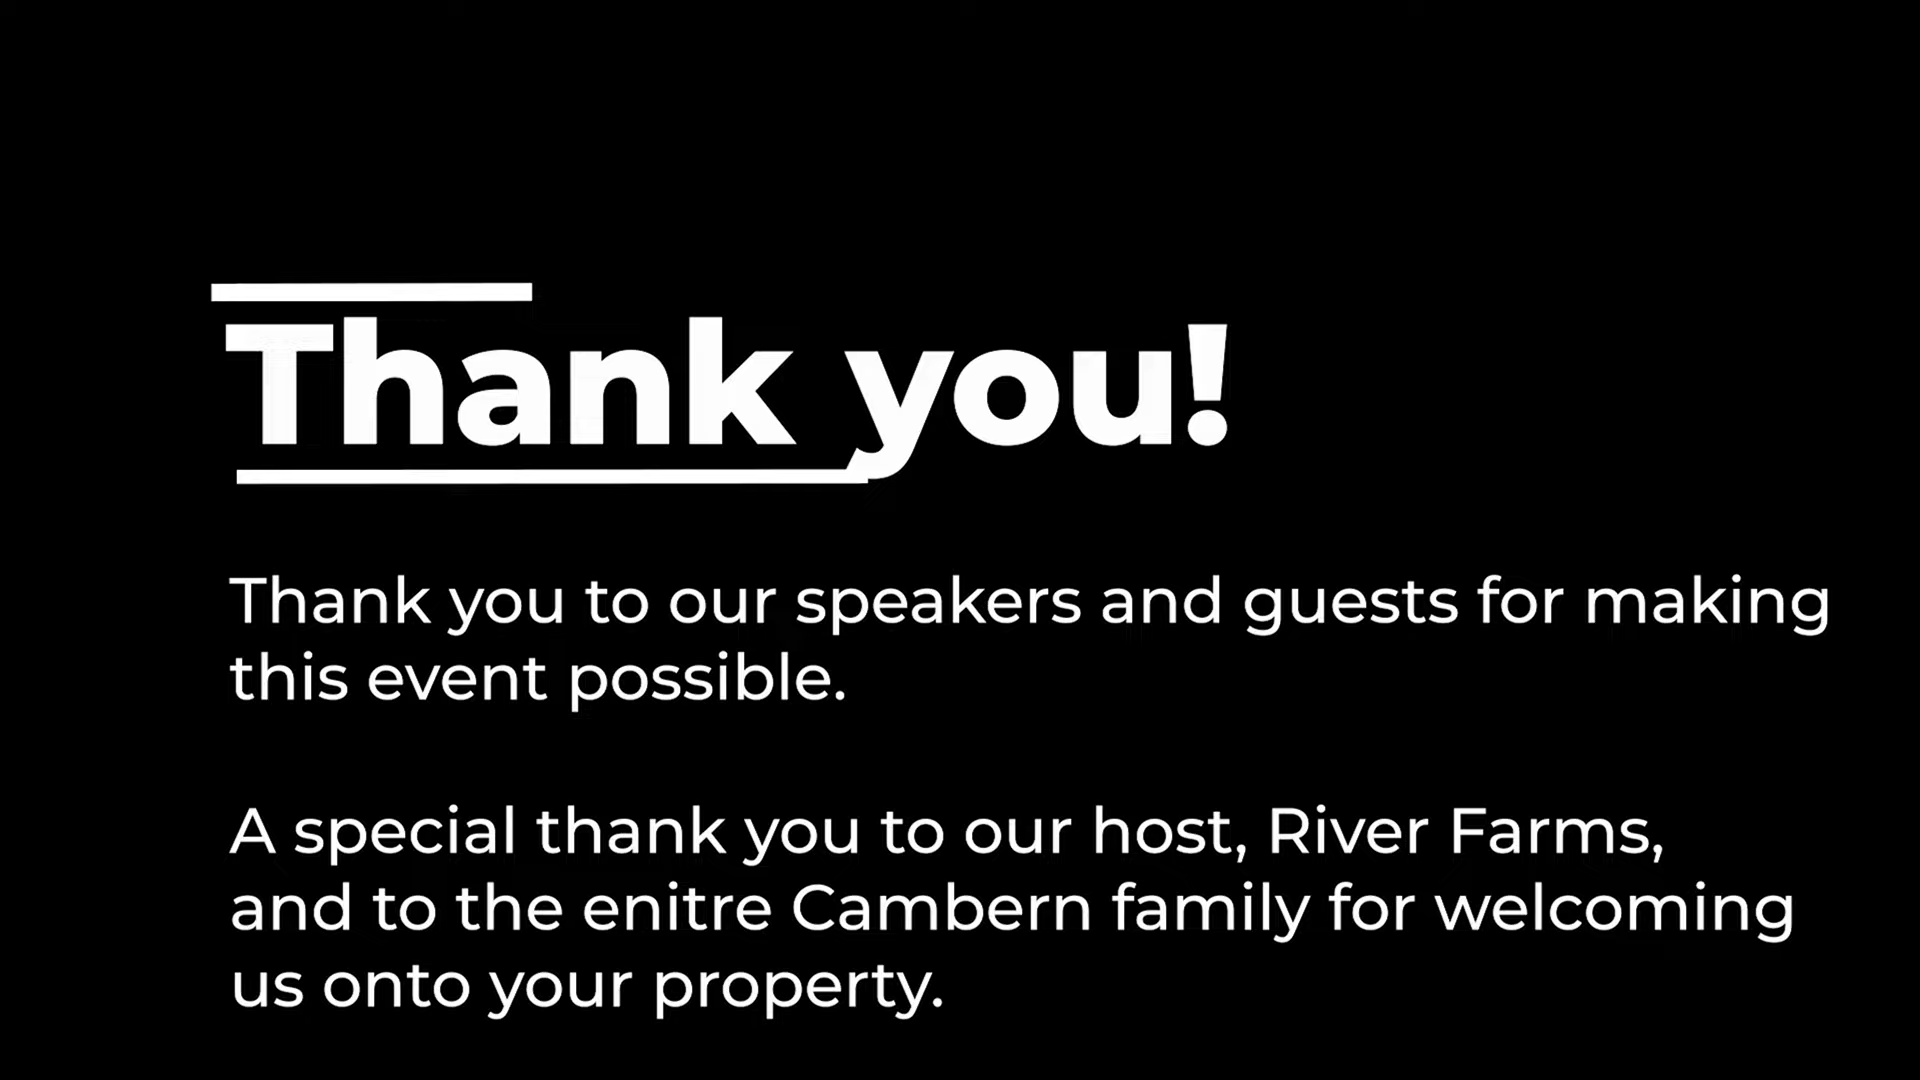 Thank you!
Thank you to our speakers and guests for making
this event possible.
A special thank you to our host, River Farms,
and to the enitre Cambern family for welcoming
us onto your property.